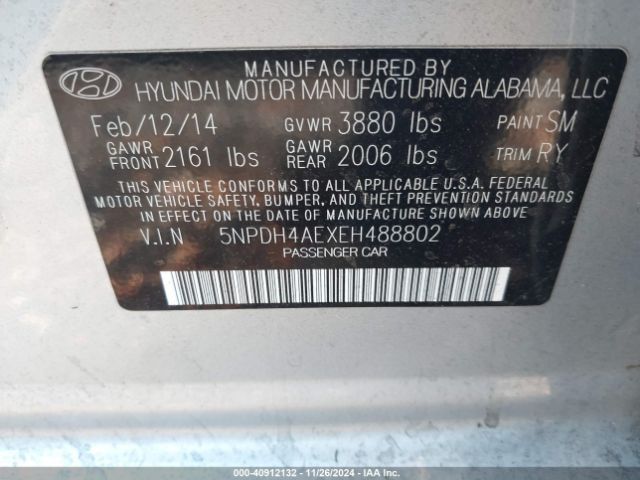 MANUFACTURED BY
HYUNDAI MOTOR MANUFACTURING ALABAMA, LLC
Feb/12/14 GVWR 3880 lbs PAINT SM
GAWR FRONT 2161 lbs GAWR REAR 2006 lbs TRIM RY
THIS VEHICLE CONFORMS TO ALL APPLICABLE U.S.A. FEDERAL
MOTOR VEHICLE SAFETY, BUMPER, AND THEFT PREVENTION
STANDARDS IN EFFECT ON THE DATE OF MANUFACTURE SHOWN ABOVE
V.I.N 5NPDH4AEXEH488802
PASSENGER CAR
000-40912132 - 11/26/2024 - IAA Inc.